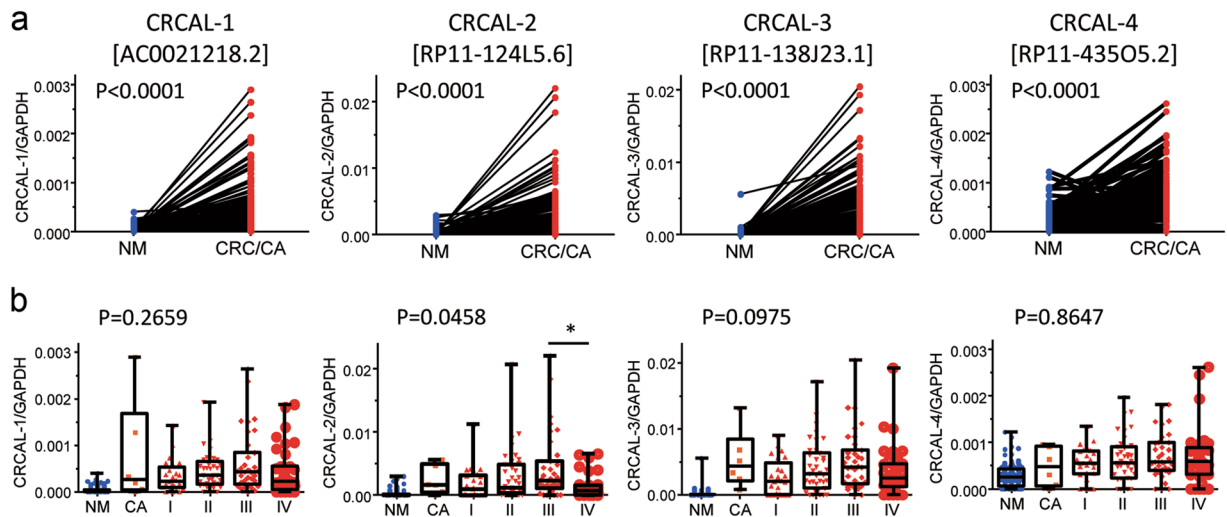 a
CRCAL-1
[AC0021218.2]
P<0.0001
CRCAL-1/GAPDH
0.003
0.002
0.001
0.000
NM
CRC/CA
CRCAL-2
[RP11-124L5.6]
P<0.0001
CRCAL-2/GAPDH
0.02
0.01
0.00
NM
CRC/CA
CRCAL-3
[RP11-138J23.1]
P<0.0001
CRCAL-3/GAPDH
0.02
0.01
0.00
NM
CRC/CA
CRCAL-4
[RP11-435O5.2]
P<0.0001
CRCAL-4/GAPDH
0.003
0.002
0.001
0.000
NM
CRC/CA
b
P=0.2659
CRCAL-1/GAPDH
0.003
0.002
0.001
0.000
NM CA I II III IV
P=0.0458
*
CRCAL-2/GAPDH
0.02
0.01
0.00
NM CA I II III IV
P=0.0975
CRCAL-3/GAPDH
0.02
0.01
0.00
NM CA I II III IV
P=0.8647
CRCAL-4/GAPDH
0.003
0.002
0.001
0.000
NM CA I II III IV